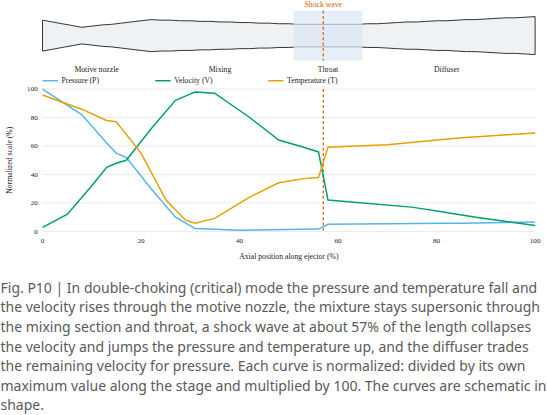 Shock wave
Motive nozzle Mixing Throat Diffuser
Pressure (P) Velocity (V) Temperature (T)
100
80
60
40
20
0
Normalized scale (%)
0 20 40 60 80 100
Axial position along ejector (%)
Fig. P10 | In double-choking (critical) mode the pressure and temperature fall and
the velocity rises through the motive nozzle, the mixture stays supersonic through
the mixing section and throat, a shock wave at about 57% of the length collapses
the velocity and jumps the pressure and temperature up, and the diffuser trades
the remaining velocity for pressure. Each curve is normalized: divided by its own
maximum value along the stage and multiplied by 100. The curves are schematic in
shape.